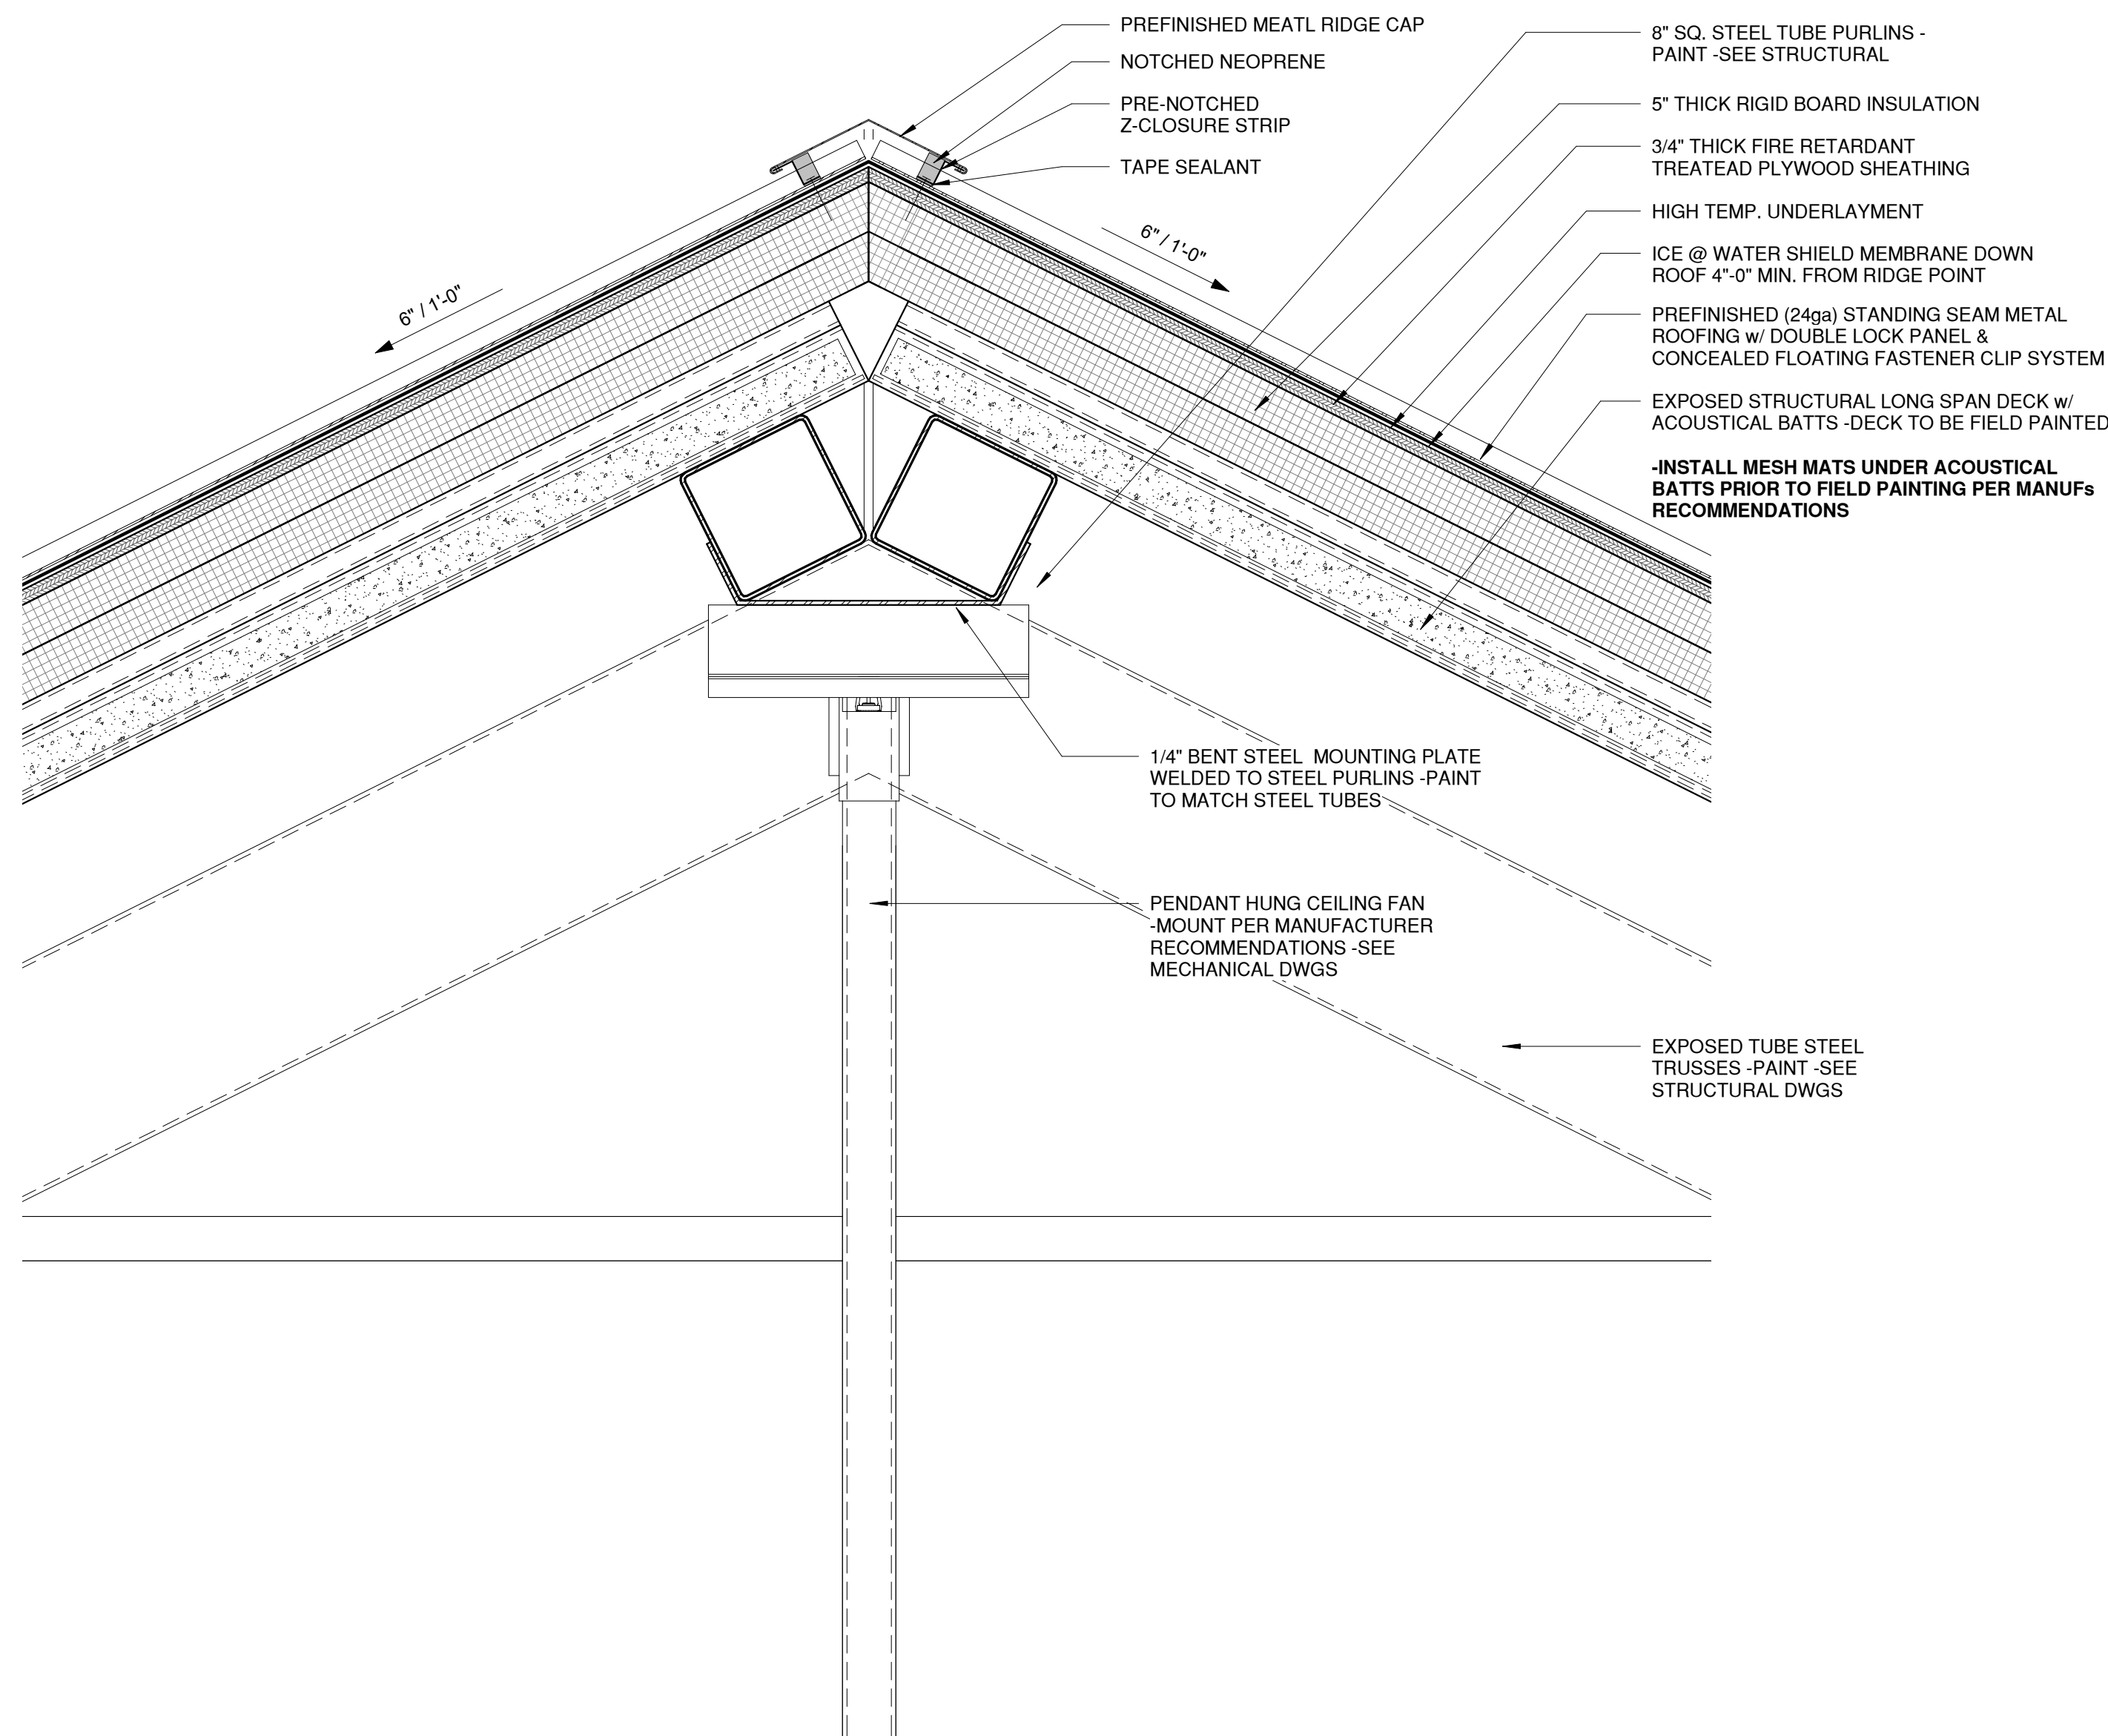 PREFINISHED MEATL RIDGE CAP
NOTCHED NEOPRENE
PRE-NOTCHED
Z-CLOSURE STRIP
TAPE SEALANT
6" / 1'-0"
6" / 1'-0"
8" SQ. STEEL TUBE PURLINS -
PAINT -SEE STRUCTURAL
5" THICK RIGID BOARD INSULATION
3/4" THICK FIRE RETARDANT
TREATEAD PLYWOOD SHEATHING
HIGH TEMP. UNDERLAYMENT
ICE @ WATER SHIELD MEMBRANE DOWN
ROOF 4"-0" MIN. FROM RIDGE POINT
PREFINISHED (24ga) STANDING SEAM METAL
ROOFING w/ DOUBLE LOCK PANEL &
CONCEALED FLOATING FASTENER CLIP SYSTEM
EXPOSED STRUCTURAL LONG SPAN DECK w/
ACOUSTICAL BATTS -DECK TO BE FIELD PAINTED
-INSTALL MESH MATS UNDER ACOUSTICAL
BATTS PRIOR TO FIELD PAINTING PER MANUFs
RECOMMENDATIONS
1/4" BENT STEEL MOUNTING PLATE
WELDED TO STEEL PURLINS -PAINT
TO MATCH STEEL TUBES
PENDANT HUNG CEILING FAN
-MOUNT PER MANUFACTURER
RECOMMENDATIONS -SEE
MECHANICAL DWGS
EXPOSED TUBE STEEL
TRUSSES -PAINT -SEE
STRUCTURAL DWGS